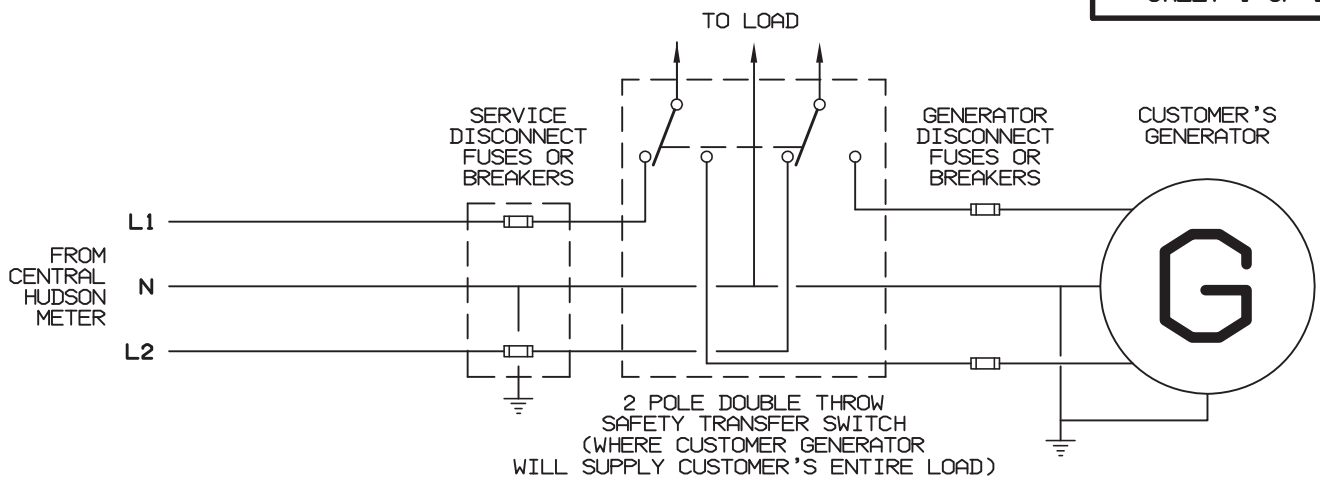 TO LOAD
SERVICE
DISCONNECT
FUSES OR
BREAKERS
GENERATOR
DISCONNECT
FUSES OR
BREAKERS
CUSTOMER'S
GENERATOR
L1
FROM
CENTRAL
HUDSON
METER
N
L2
G
2 POLE DOUBLE THROW
SAFETY TRANSFER SWITCH
(WHERE CUSTOMER GENERATOR
WILL SUPPLY CUSTOMER'S ENTIRE LOAD)